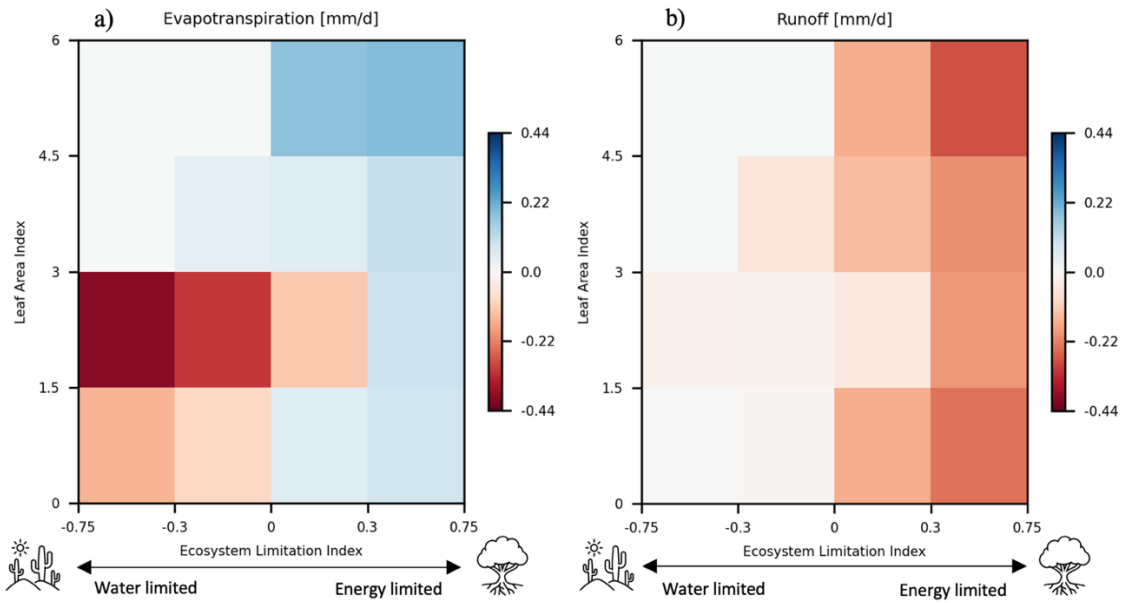 a) Evapotranspiration [mm/d]
6
4.5
3
1.5
0
Leaf Area Index
-0.75 -0.3 0 0.3 0.75
Ecosystem Limitation Index
Water limited Energy limited
0.44
0.22
0.0
-0.22
-0.44
b) Runoff [mm/d]
6
4.5
3
1.5
0
Leaf Area Index
-0.75 -0.3 0 0.3 0.75
Ecosystem Limitation Index
Water limited Energy limited
0.44
0.22
0.0
-0.22
-0.44